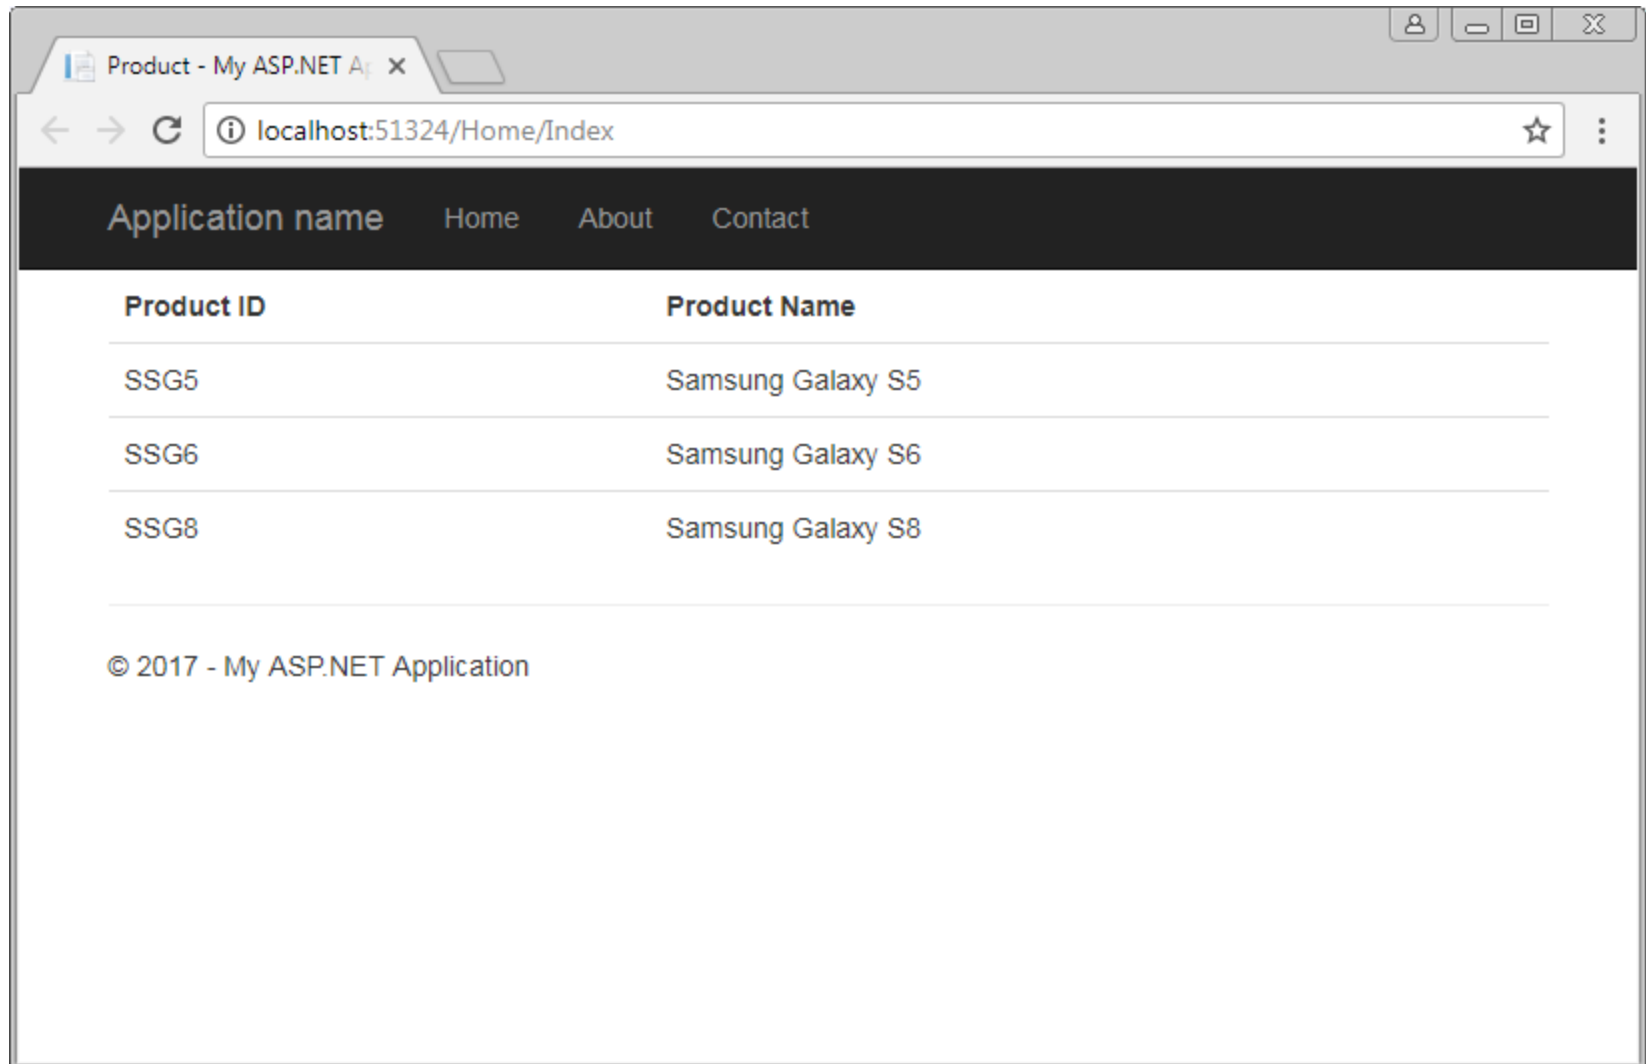 Product - My ASP.NET
localhost:51324/Home/Index
Application name Home About Contact
Product ID Product Name
SSG5 Samsung Galaxy S5
SSG6 Samsung Galaxy S6
SSG8 Samsung Galaxy S8
© 2017 - My ASP.NET Application